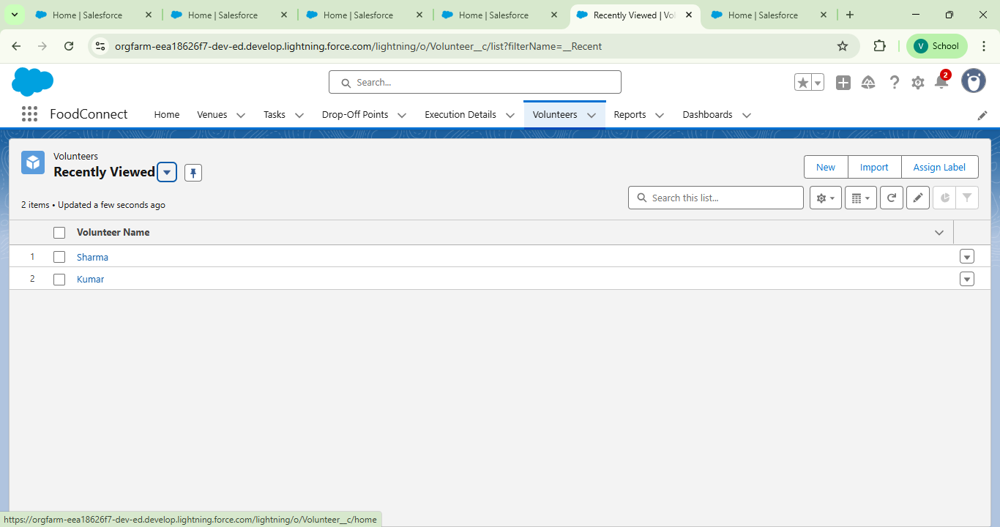 Home | Salesforce
Home | Salesforce
Home | Salesforce
Home | Salesforce
Recently Viewed | Vol
Home | Salesforce
orgfarm-eea18626f7-dev-ed.develop.lightning.force.com/lightning/o/Volunteer__c/list?filterName=__Recent
V School
Search...
2
FoodConnect
Home
Venues
Tasks
Drop-Off Points
Execution Details
Volunteers
Reports
Dashboards
Volunteers
Recently Viewed
New
Import
Assign Label
2 items • Updated a few seconds ago
Search this list...
Volunteer Name
1 Sharma
2 Kumar
https://orgfarm-eea18626f7-dev-ed.develop.lightning.force.com/lightning/o/Volunteer__c/home